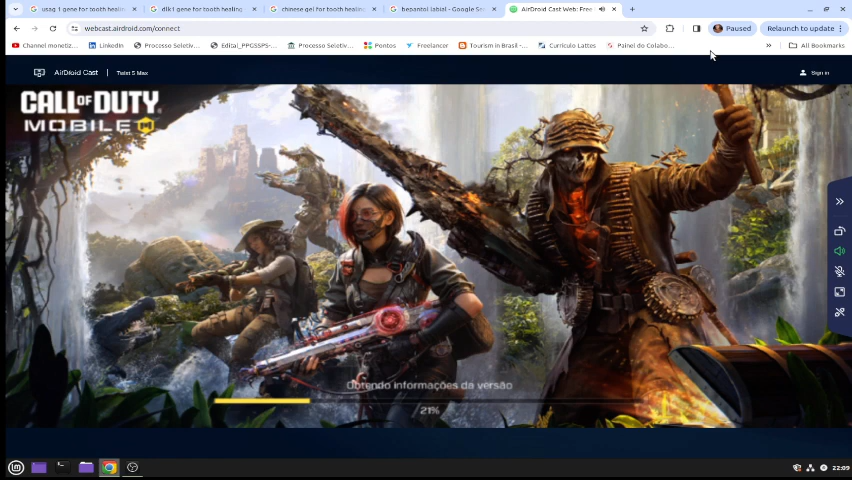 usag 1 gene for tooth healing
dlk1 gene for tooth healing
chinese gel for tooth healing
bepantol labial - Google Se
AirDroid Cast Web: Free
webcast.airdroid.com/connect
Paused
Relaunch to update
Channel monetiz...
LinkedIn
Processo Seletiv...
Edital_PPGSSPS-...
Processo Seletiv...
Pontos
Freelancer
Tourism in Brasil -...
Currículo Lattes
Painel do Colabo...
All Bookmarks
AirDroid Cast
Twist 5 Max
Sign in
CALL OF DUTY
MOBILE
Obtendo informações da versão
21%
22:09